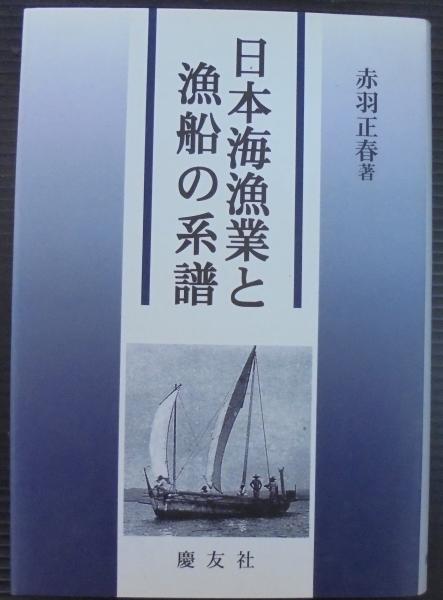 赤羽正春著
日本海漁業と
漁船の系譜
慶友社